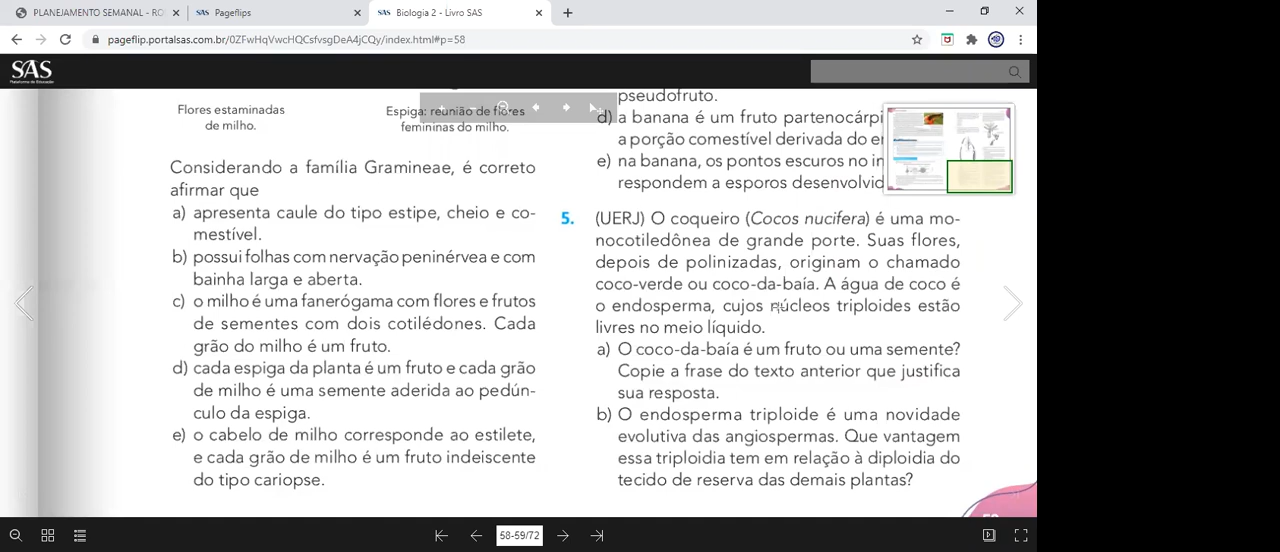 PLANEJAMENTO SEMANAL - RO
SAS Pageflips
SAS Biologia 2 - Livro SAS
pageflip.portalsas.com.br/0ZFwHqVwcHQCsfvsgDeA4jCQy/index.html#p=58
SAS
Plataforma de Educação
Flores estaminadas
de milho.
Espiga: reunião de flores
femininas do milho.
Considerando a família Gramineae, é correto
afirmar que
a) apresenta caule do tipo estipe, cheio e co-
mestível.
b) possui folhas com nervação peninérvea e com
bainha larga e aberta.
c) o milho é uma fanerógama com flores e frutos
de sementes com dois cotilédones. Cada
grão do milho é um fruto.
d) cada espiga da planta é um fruto e cada grão
de milho é uma semente aderida ao pedún-
culo da espiga.
e) o cabelo de milho corresponde ao estilete,
e cada grão de milho é um fruto indeiscente
do tipo cariopse.
pseudofruto.
d) a banana é um fruto partenocárpi
a porção comestível derivada do
e) na banana, os pontos escuros no
respondem a esporos desenvolvid
5. (UERJ) O coqueiro (Cocos nucifera) é uma mo-
nocotiledônea de grande porte. Suas flores,
depois de polinizadas, originam o chamado
coco-verde ou coco-da-baía. A água de coco é
o endosperma, cujos núcleos triploides estão
livres no meio líquido.
a) O coco-da-baía é um fruto ou uma semente?
Copie a frase do texto anterior que justifica
sua resposta.
b) O endosperma triploide é uma novidade
evolutiva das angiospermas. Que vantagem
essa triploidia tem em relação à diploidia do
tecido de reserva das demais plantas?
58-59/72